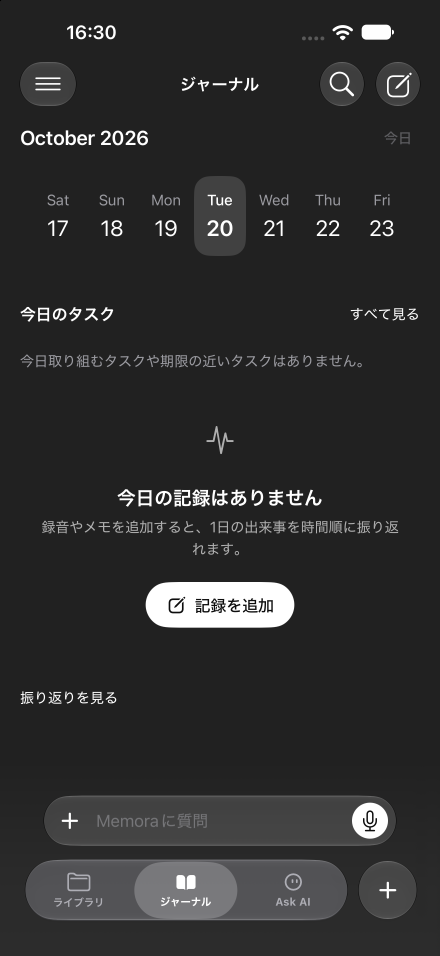 16:30
ジャーナル
October 2026
今日
Sat Sun Mon Tue Wed Thu Fri
17 18 19 20 21 22 23
今日のタスク
すべて見る
今日取り組むタスクや期限の近いタスクはありません。
今日の記録はありません
録音やメモを追加すると、1日の出来事を時間順に振り返
れます。
記録を追加
振り返りを見る
Memoraに質問
ライブラリ
ジャーナル
Ask AI